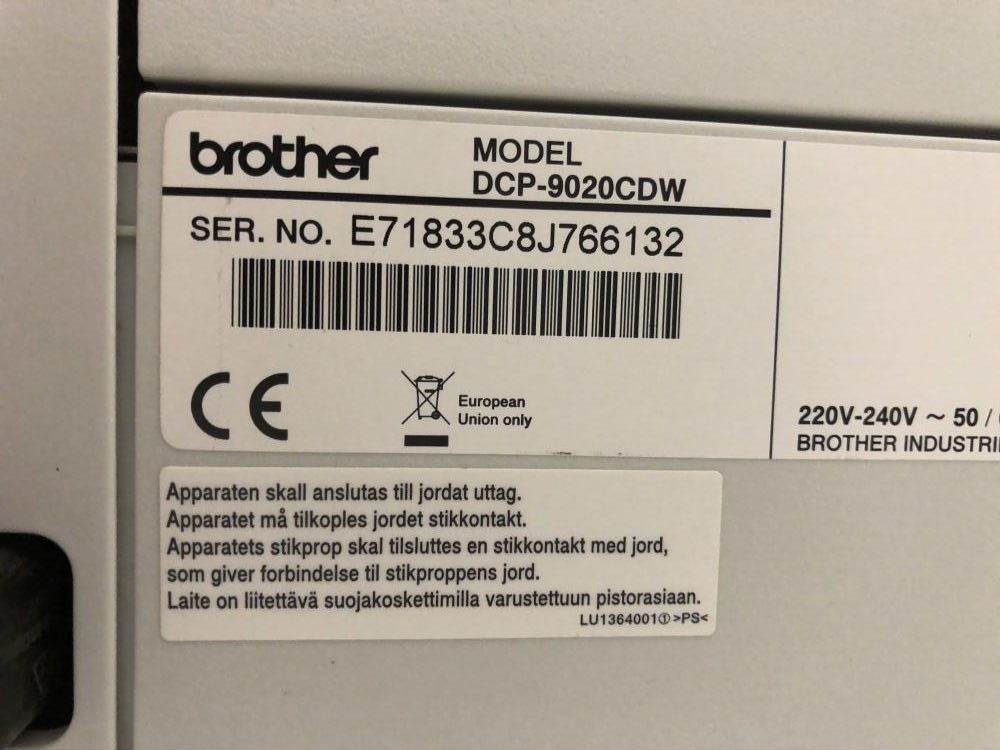 brother
MODEL
DCP-9020CDW
SER. NO. E71833C8J766132
CE
European
Union only
220V-240V ~ 50 /
BROTHER
Apparaten skall anslutas till jordat uttag.
Apparatet må tilkoples jordet stikkontakt.
Apparatets stikprop skal tilsluttes en stikkontakt med jord,
som giver forbindelse til stikproppens jord.
Laite on liitettävä suojakoskettimilla varustettuun pistorasiaan.
LU1364001① >PS<